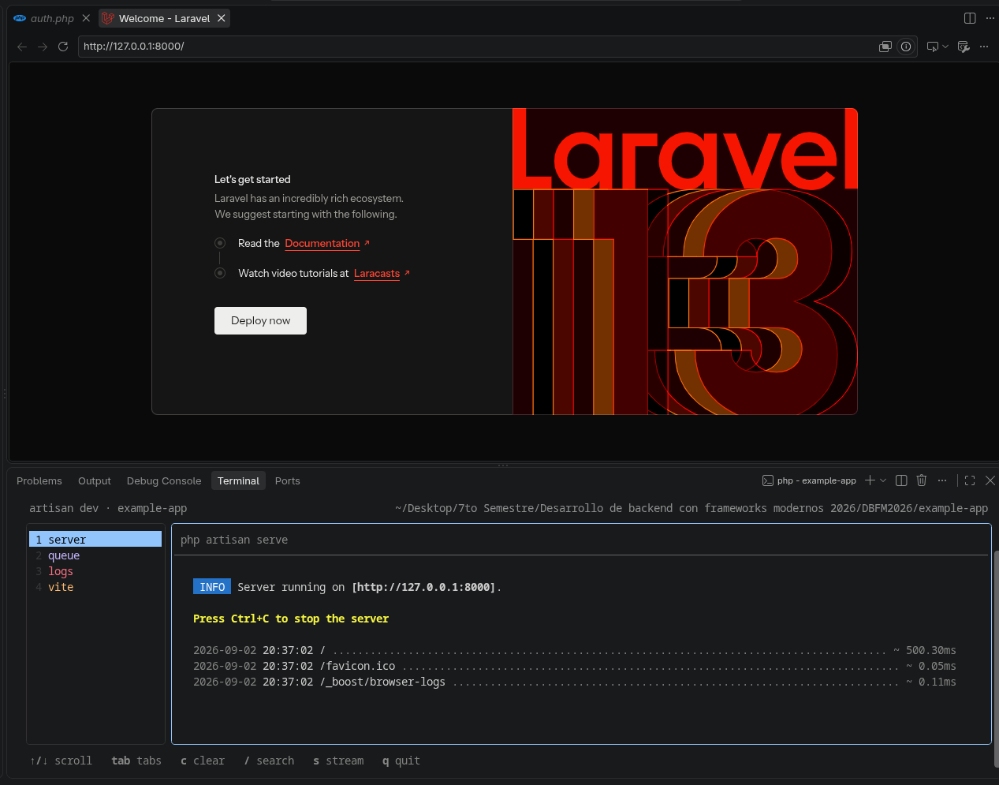 auth.php
Welcome - Laravel
http://127.0.0.1:8000/
Laravel
13
Let's get started
Laravel has an incredibly rich ecosystem.
We suggest starting with the following.
Read the Documentation ↗
Watch video tutorials at Laracasts ↗
Deploy now
Problems Output Debug Console Terminal Ports
php - example-app
artisan dev · example-app
~/Desktop/7to Semestre/Desarrollo de backend con frameworks modernos 2026/DBFM2026/example-app
1 server
2 queue
3 logs
4 vite
php artisan serve
INFO Server running on [http://127.0.0.1:8000].
Press Ctrl+C to stop the server
2026-09-02 20:37:02 / ........................................................................................ ~ 500.30ms
2026-09-02 20:37:02 /favicon.ico ............................................................................... ~ 0.05ms
2026-09-02 20:37:02 /_boost/browser-logs ....................................................................... ~ 0.11ms
↑/↓ scroll tab tabs c clear / search s stream q quit